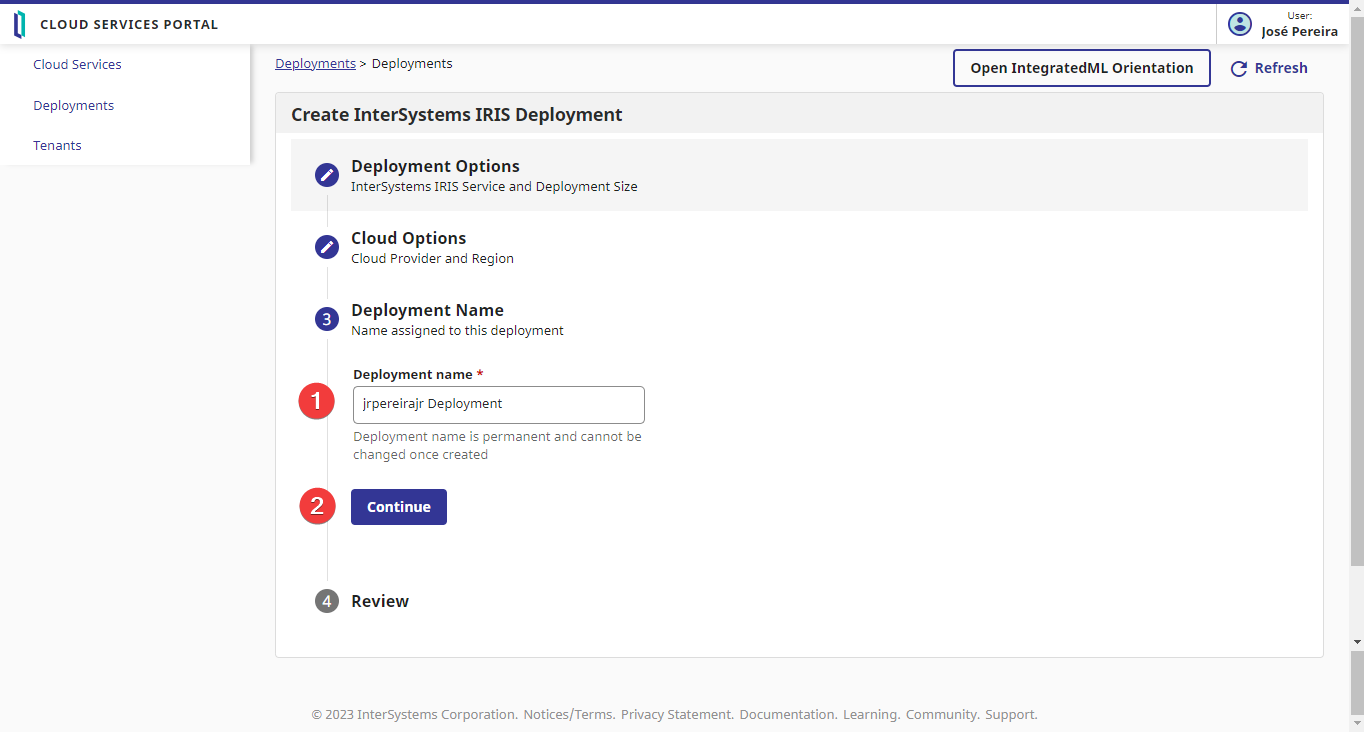 CLOUD SERVICES PORTAL
User:
José Pereira
Cloud Services
Deployments
Tenants
Deployments > Deployments
Open IntegratedML Orientation
Refresh
Create InterSystems IRIS Deployment
Deployment Options
InterSystems IRIS Service and Deployment Size
Cloud Options
Cloud Provider and Region
3
Deployment Name
Name assigned to this deployment
Deployment name *
1
jrpereirajr Deployment
Deployment name is permanent and cannot be
changed once created
2
Continue
4
Review
© 2023 InterSystems Corporation. Notices/Terms. Privacy Statement. Documentation. Learning. Community. Support.